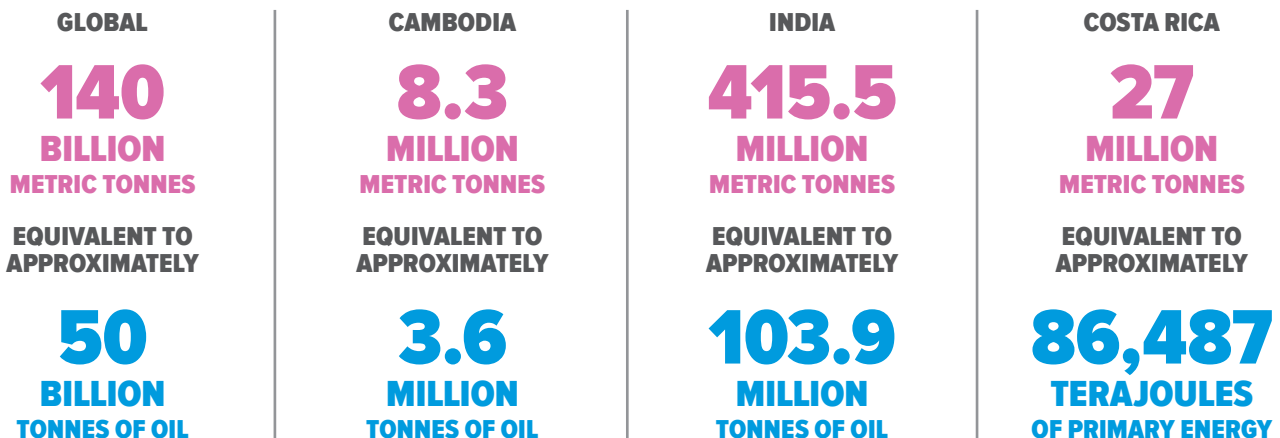 GLOBAL
140
BILLION
METRIC TONNES
EQUIVALENT TO
APPROXIMATELY
50
BILLION
TONNES OF OIL
CAMBODIA
8.3
MILLION
METRIC TONNES
EQUIVALENT TO
APPROXIMATELY
3.6
MILLION
TONNES OF OIL
INDIA
415.5
MILLION
METRIC TONNES
EQUIVALENT TO
APPROXIMATELY
103.9
MILLION
TONNES OF OIL
COSTA RICA
27
MILLION
METRIC TONNES
EQUIVALENT TO
APPROXIMATELY
86,487
TERAJOULES
OF PRIMARY ENERGY